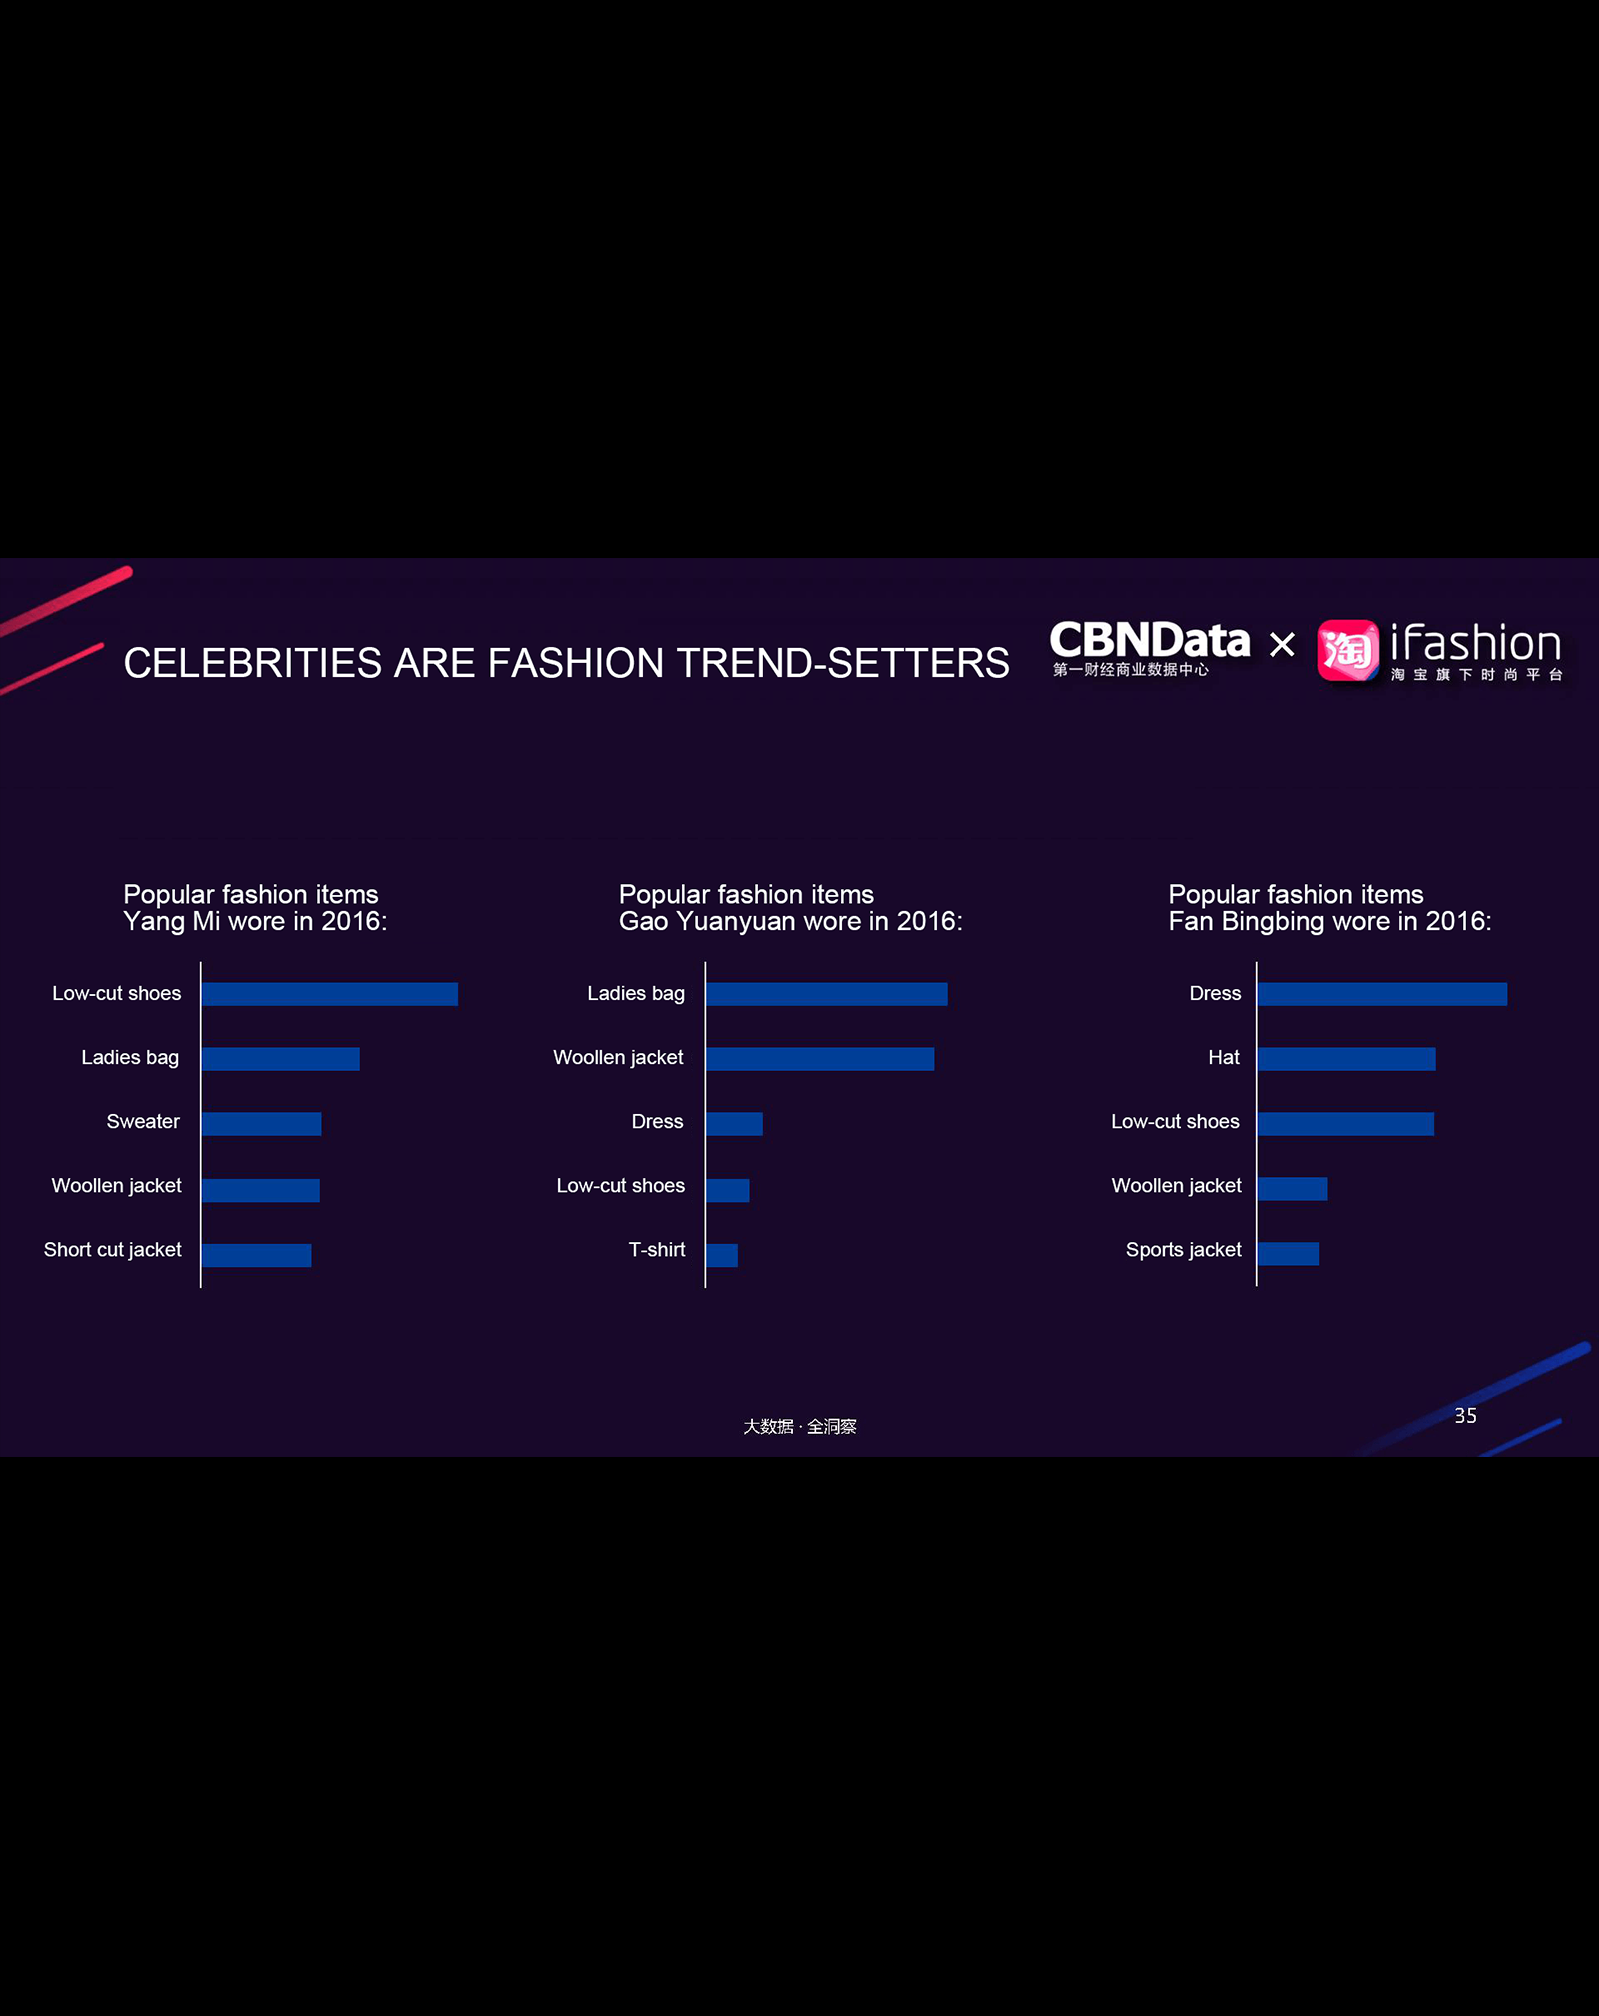 CELEBRITIES ARE FASHION TREND-SETTERS
CBNData × 淘 iFashion
第一财经商业数据中心
淘宝旗下时尚平台
Popular fashion items
Yang Mi wore in 2016:
Low-cut shoes
Ladies bag
Sweater
Woollen jacket
Short cut jacket
Popular fashion items
Gao Yuanyuan wore in 2016:
Ladies bag
Woollen jacket
Dress
Low-cut shoes
T-shirt
Popular fashion items
Fan Bingbing wore in 2016:
Dress
Hat
Low-cut shoes
Woollen jacket
Sports jacket
大数据·全洞察
35